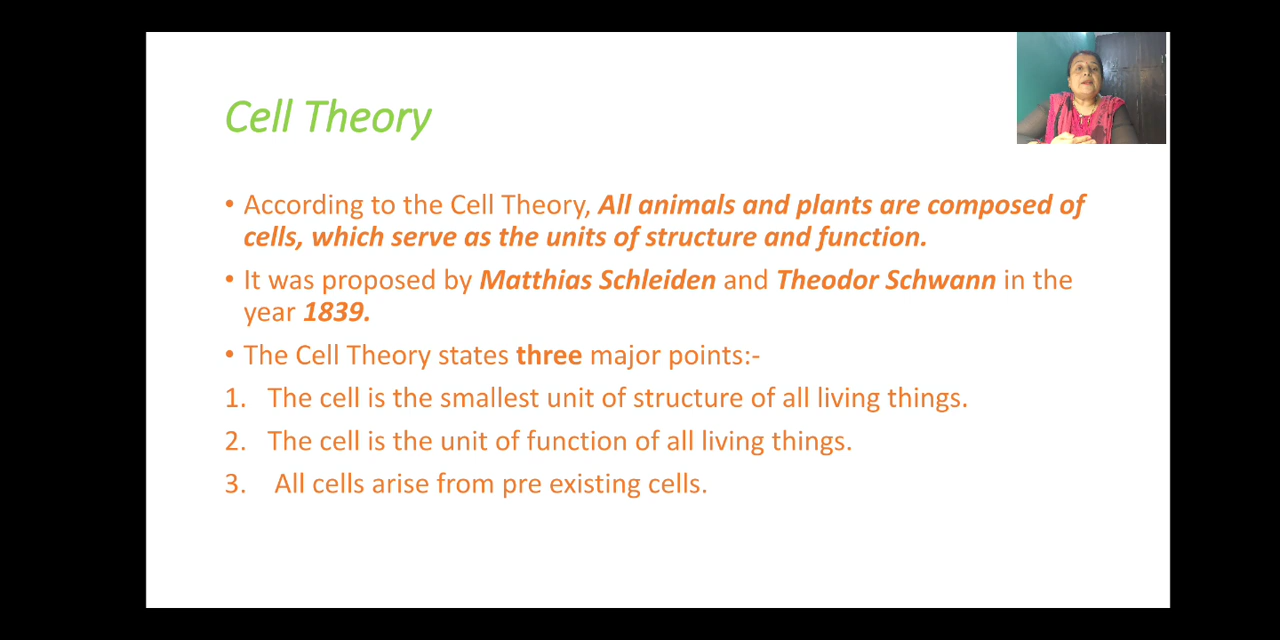 Cell Theory
• According to the Cell Theory, All animals and plants are composed of
cells, which serve as the units of structure and function.
• It was proposed by Matthias Schleiden and Theodor Schwann in the
year 1839.
• The Cell Theory states three major points:-
1. The cell is the smallest unit of structure of all living things.
2. The cell is the unit of function of all living things.
3. All cells arise from pre existing cells.